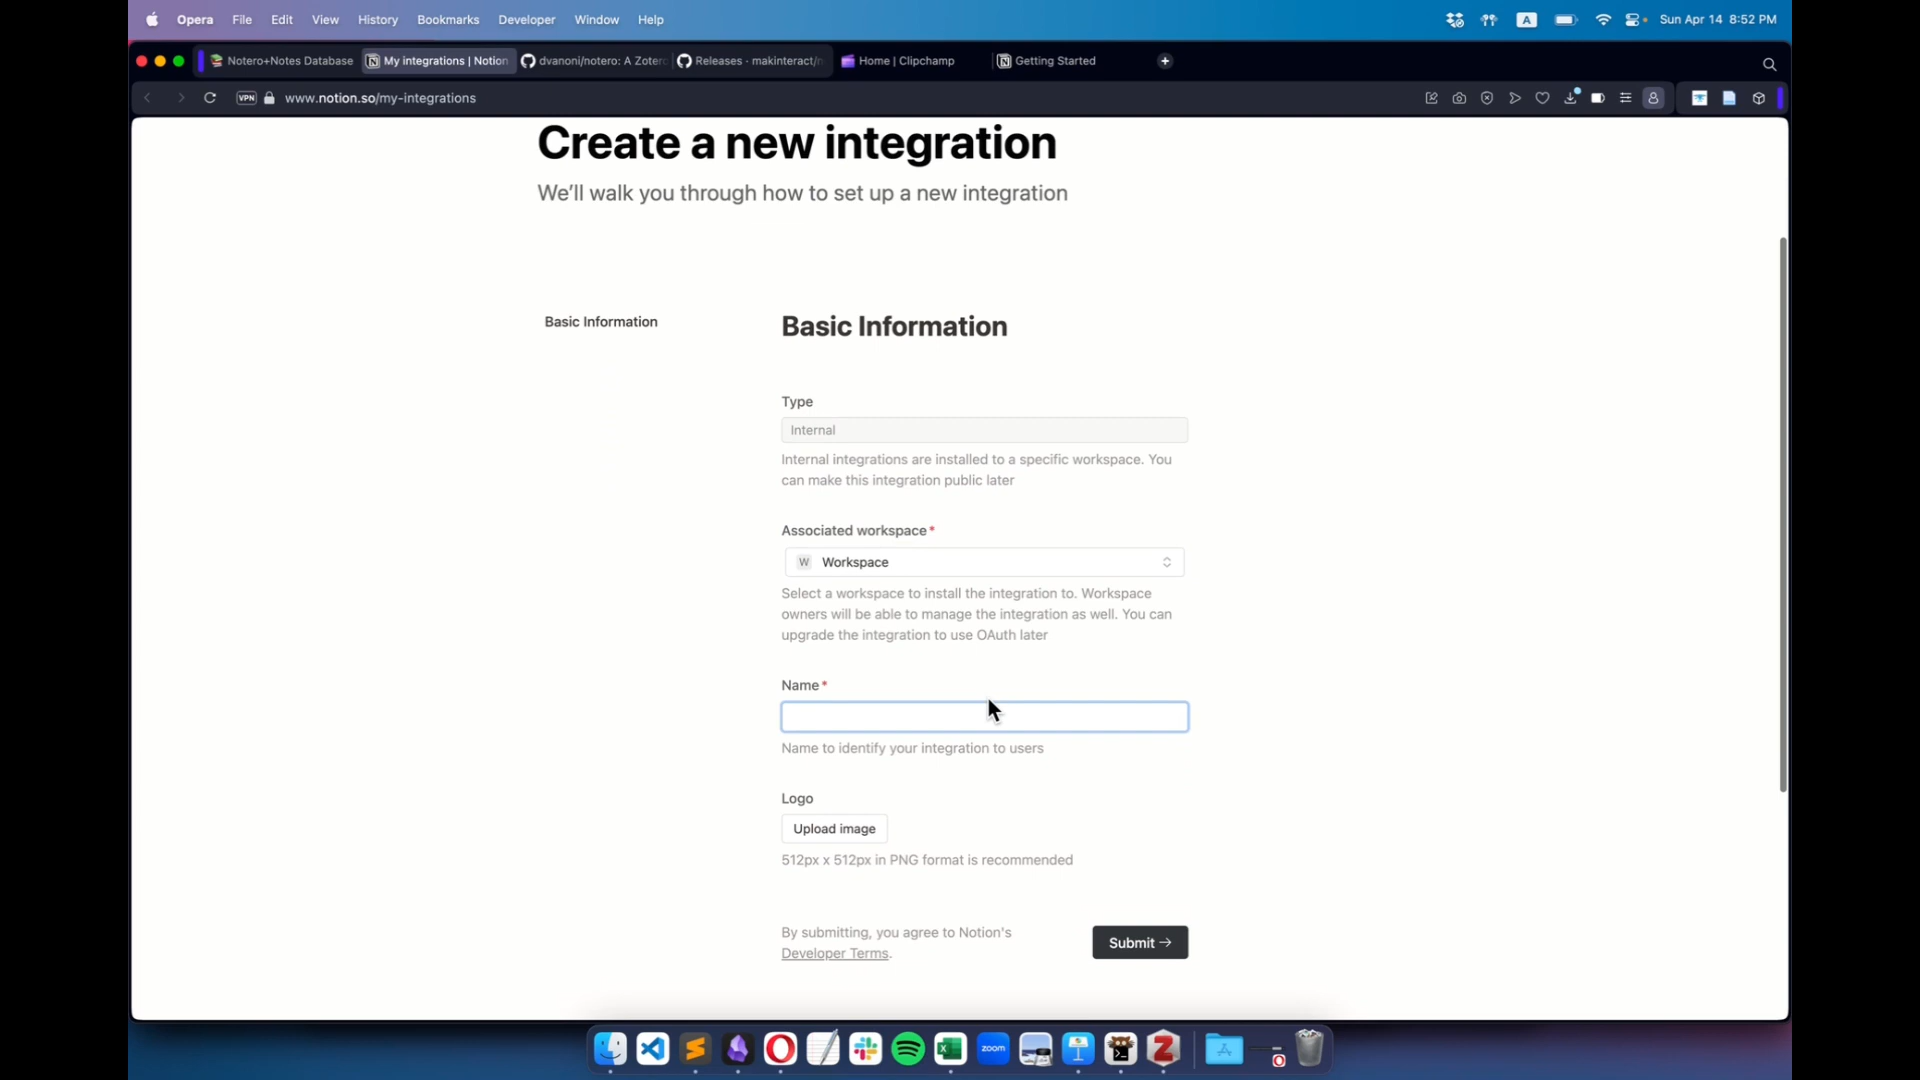 Opera File Edit View History Bookmarks Developer Window Help
A
Sun Apr 14 8:52 PM
Notero+Notes Database
My integrations | Notion
dvanoni/notero: A Zoter
Releases · makinteract/n
Home | Clipchamp
Getting Started
VPN www.notion.so/my-integrations
Create a new integration
We'll walk you through how to set up a new integration
Basic Information
Basic Information
Type
Internal
Internal integrations are installed to a specific workspace. You
can make this integration public later
Associated workspace*
W Workspace
Select a workspace to install the integration to. Workspace
owners will be able to manage the integration as well. You can
upgrade the integration to use OAuth later
Name*
Name to identify your integration to users
Logo
Upload image
512px x 512px in PNG format is recommended
By submitting, you agree to Notion's
Developer Terms.
Submit →
zoom
Z